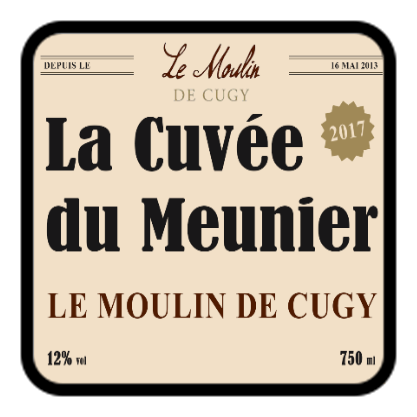 Le Moulin
DEPUIS LE 16 MAI 2013
DE CUGY
La Cuvée
2017
du Meunier
LE MOULIN DE CUGY
12% vol 750 ml